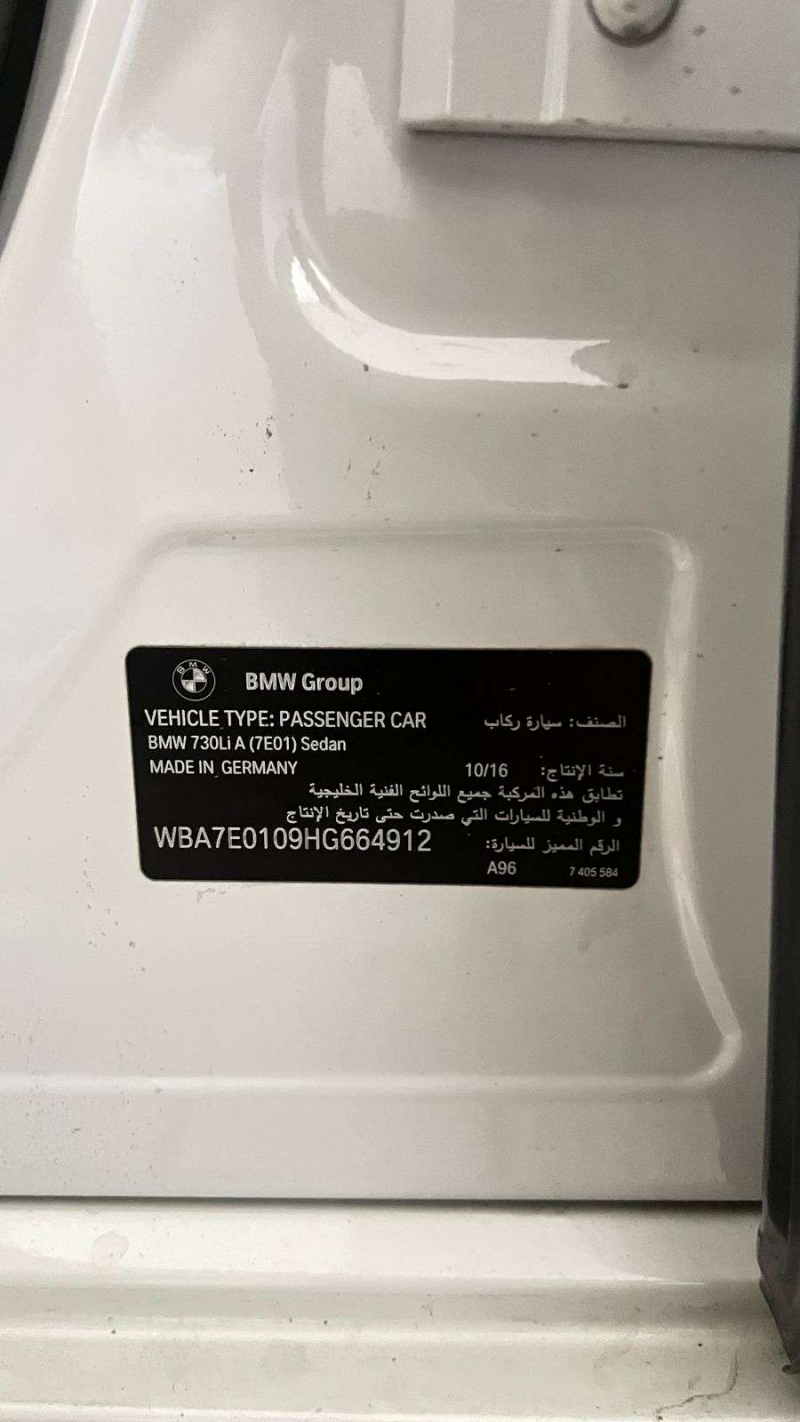 BMW
BMW Group
VEHICLE TYPE: PASSENGER CAR الصنف: سيارة ركاب
BMW 730Li A (7E01) Sedan
MADE IN GERMANY 10/16 سنة الإنتاج:
تطابق هذه المركبة جميع اللوائح الفنية الخليجية
و الوطنية للسيارات التي صدرت حتى تاريخ الإنتاج
WBA7E0109HG664912 الرقم المميز للسيارة:
A96 7 405 584